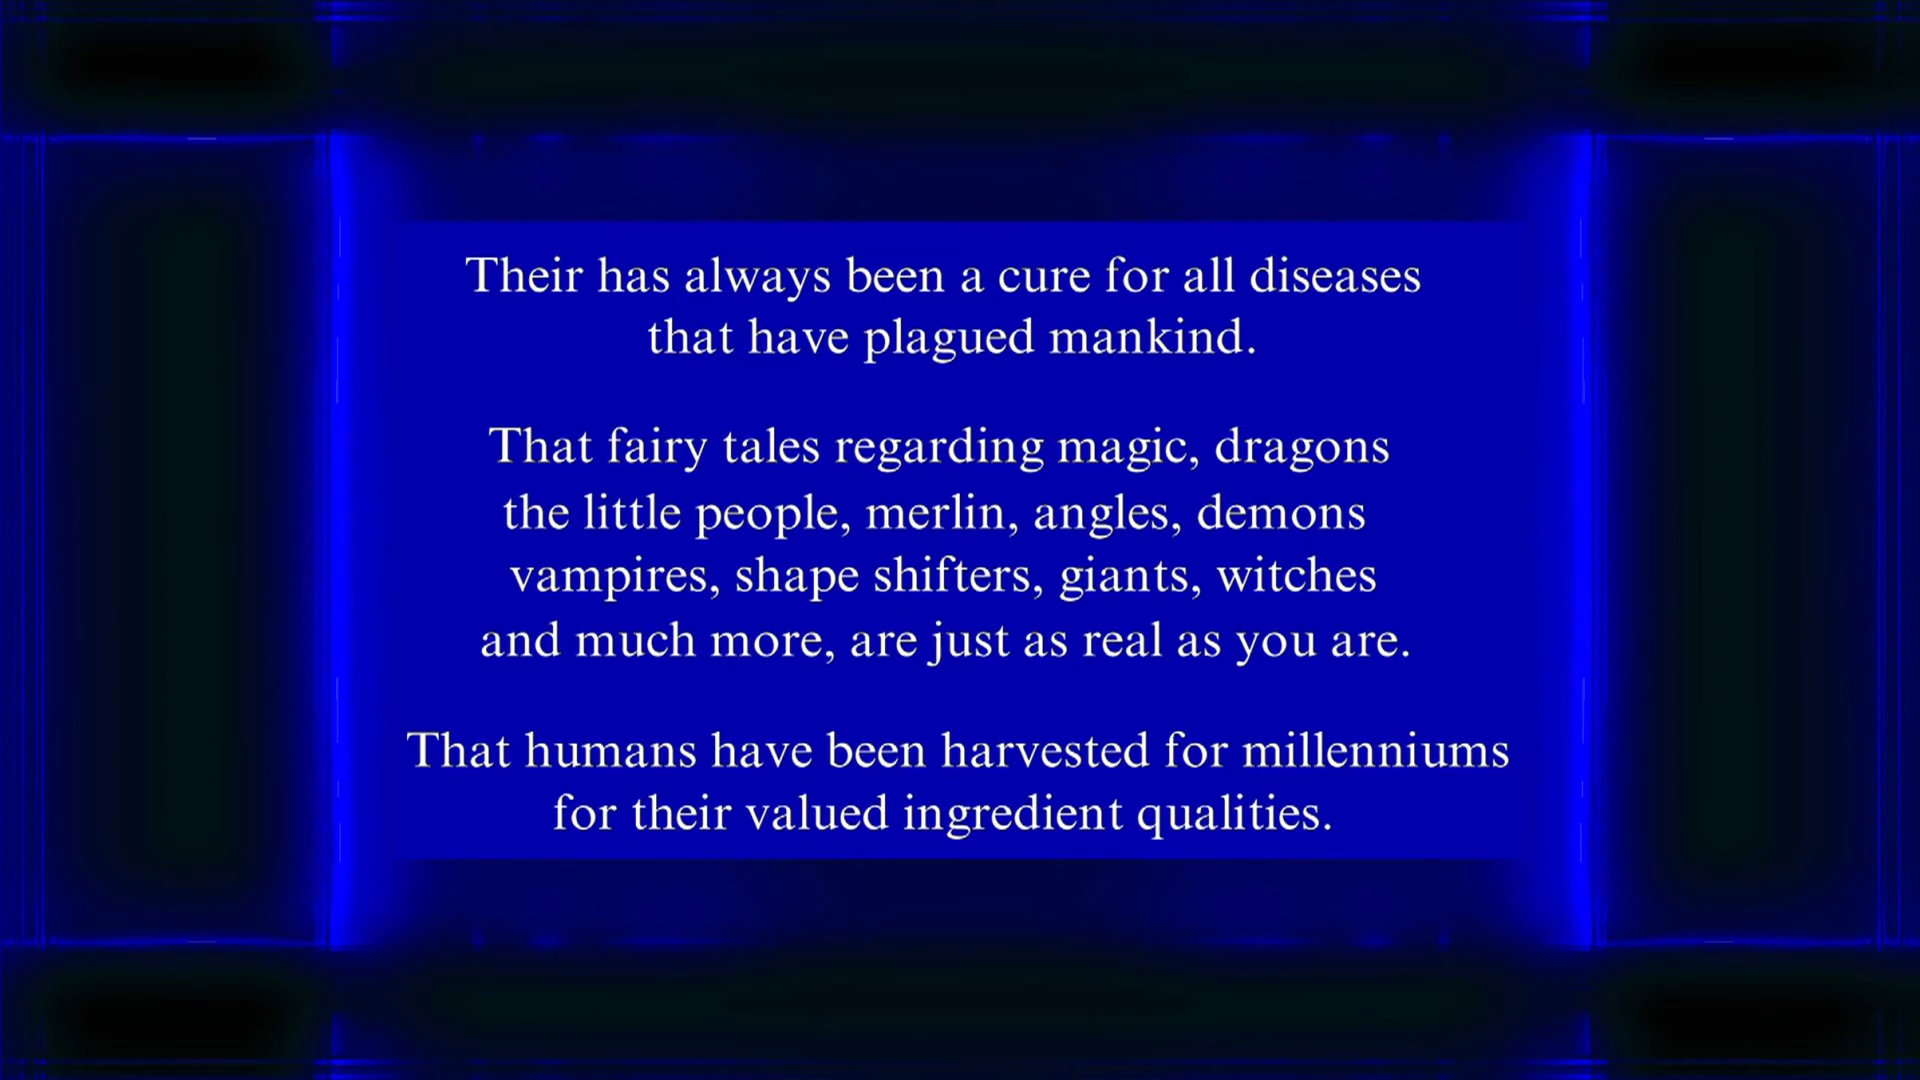 Their has always been a cure for all diseases
that have plagued mankind.
That fairy tales regarding magic, dragons
the little people, merlin, angles, demons
vampires, shape shifters, giants, witches
and much more, are just as real as you are.
That humans have been harvested for millenniums
for their valued ingredient qualities.